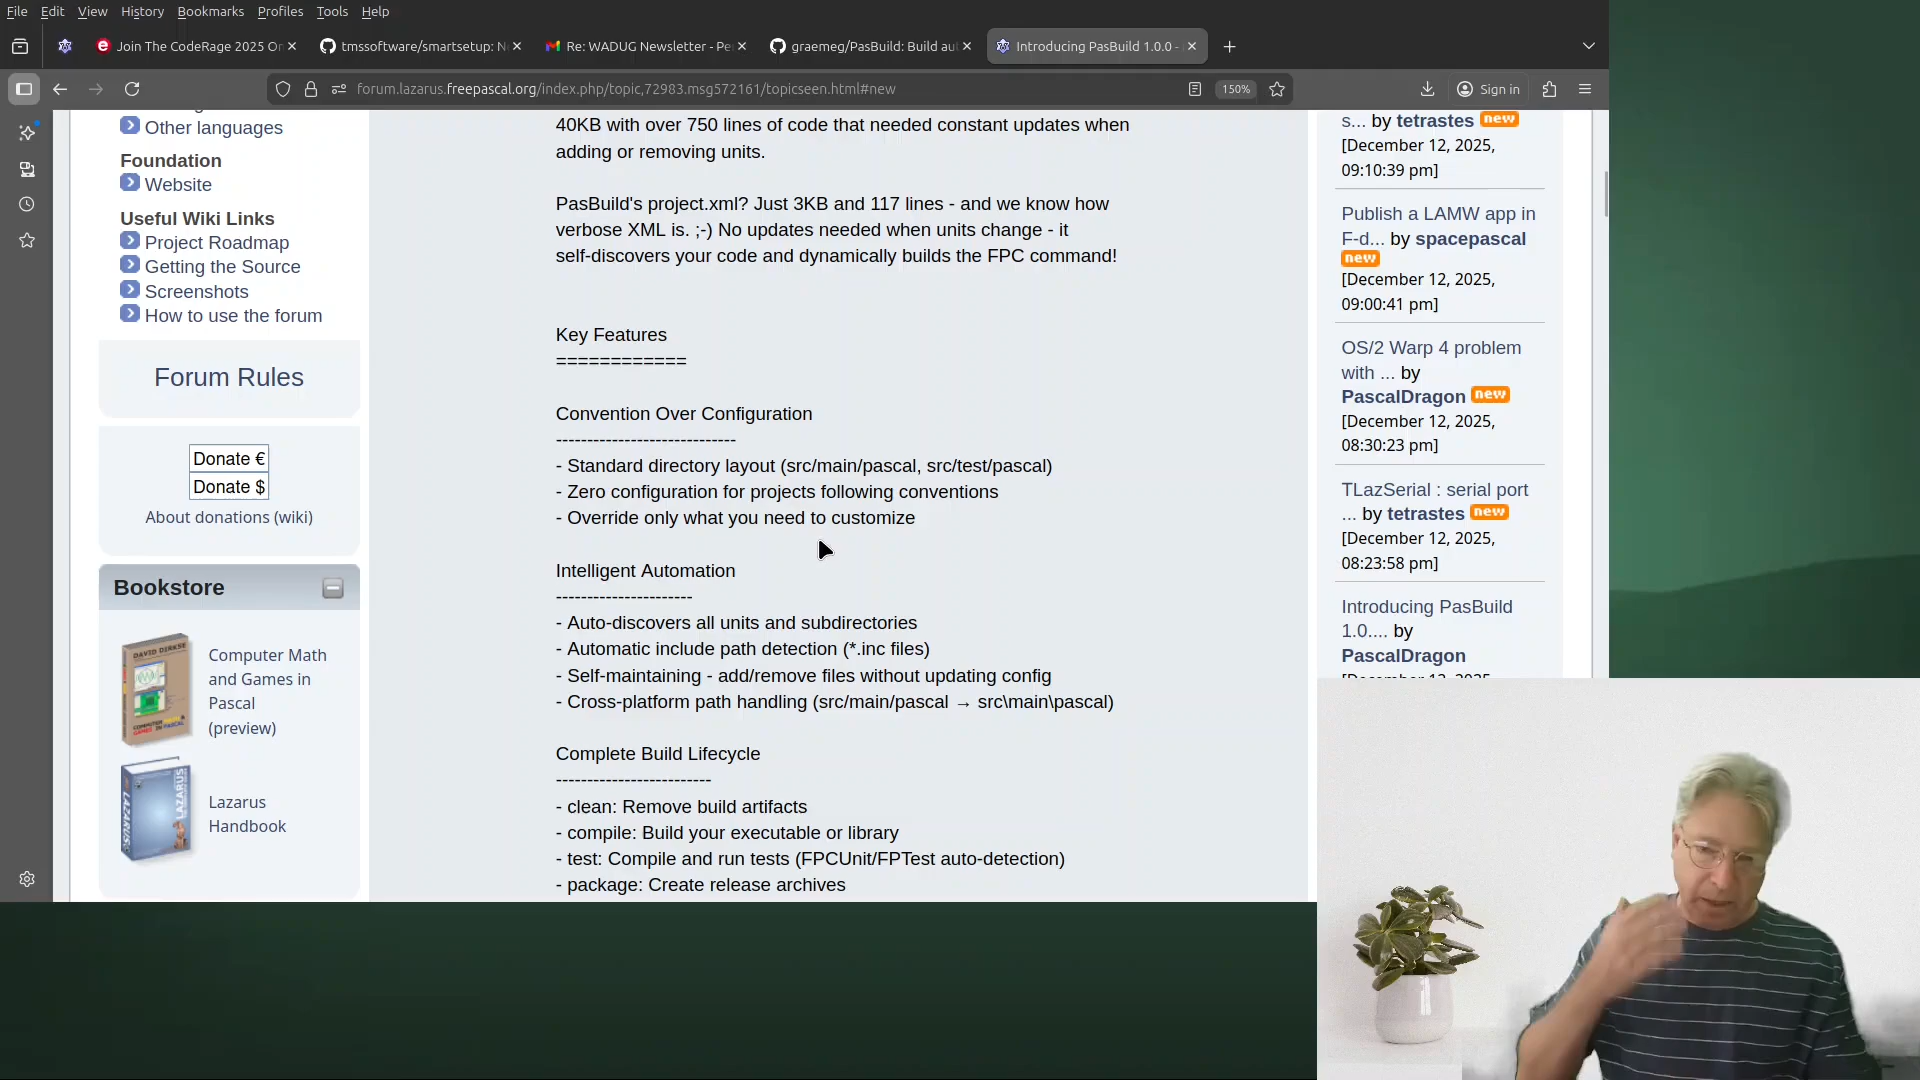 File Edit View History Bookmarks Profiles Tools Help
Join The CodeRage 2025 On
tmssoftware/smartsetup: N
Re: WADUG Newsletter - Pe
graemeg/PasBuild: Build au
Introducing PasBuild 1.0.0 -
forum.lazarus.freepascal.org/index.php/topic,72983.msg572161/topicseen.html#new
150%
Sign in
Other languages
Foundation
Website
Useful Wiki Links
Project Roadmap
Getting the Source
Screenshots
How to use the forum
Forum Rules
Donate €
Donate $
About donations (wiki)
Bookstore
Computer Math
and Games in
Pascal
(preview)
Lazarus
Handbook
40KB with over 750 lines of code that needed constant updates when
adding or removing units.
PasBuild's project.xml? Just 3KB and 117 lines - and we know how
verbose XML is. ;-) No updates needed when units change - it
self-discovers your code and dynamically builds the FPC command!
Key Features
============
Convention Over Configuration
-----------------------------
- Standard directory layout (src/main/pascal, src/test/pascal)
- Zero configuration for projects following conventions
- Override only what you need to customize
Intelligent Automation
----------------------
- Auto-discovers all units and subdirectories
- Automatic include path detection (*.inc files)
- Self-maintaining - add/remove files without updating config
- Cross-platform path handling (src/main/pascal → src\main\pascal)
Complete Build Lifecycle
-------------------------
- clean: Remove build artifacts
- compile: Build your executable or library
- test: Compile and run tests (FPCUnit/FPTest auto-detection)
- package: Create release archives
s... by tetrastes new
[December 12, 2025,
09:10:39 pm]
Publish a LAMW app in
F-d... by spacepascal
new
[December 12, 2025,
09:00:41 pm]
OS/2 Warp 4 problem
with ... by
PascalDragon new
[December 12, 2025,
08:30:23 pm]
TLazSerial : serial port
... by tetrastes new
[December 12, 2025,
08:23:58 pm]
Introducing PasBuild
1.0.... by
PascalDragon